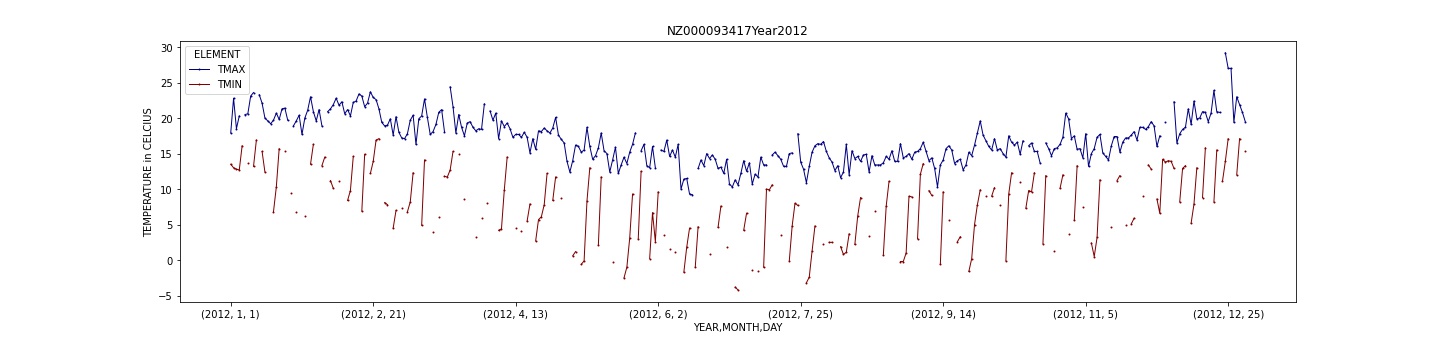 NZ000093417Year2012
ELEMENT
TMAX
TMIN
TEMPERATURE in CELCIUS
30
25
20
15
10
5
0
−5
(2012, 1, 1)
(2012, 2, 21)
(2012, 4, 13)
(2012, 6, 2)
(2012, 7, 25)
(2012, 9, 14)
(2012, 11, 5)
(2012, 12, 25)
YEAR,MONTH,DAY